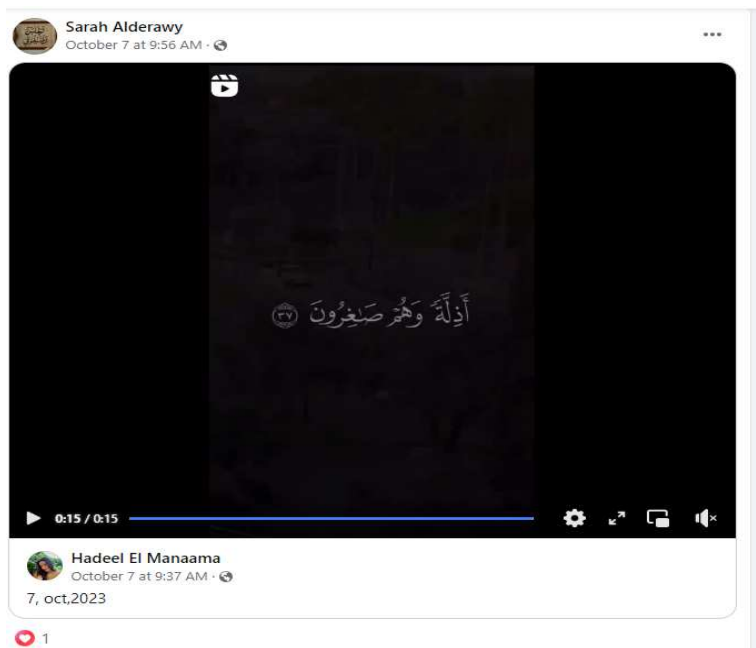 Sarah Alderawy
October 7 at 9:56 AM ·
أَذِلَّةً وَهُمْ صَاغِرُونَ ٣٧
0:15 / 0:15
Hadeel El Manaama
October 7 at 9:37 AM ·
7, oct,2023
1